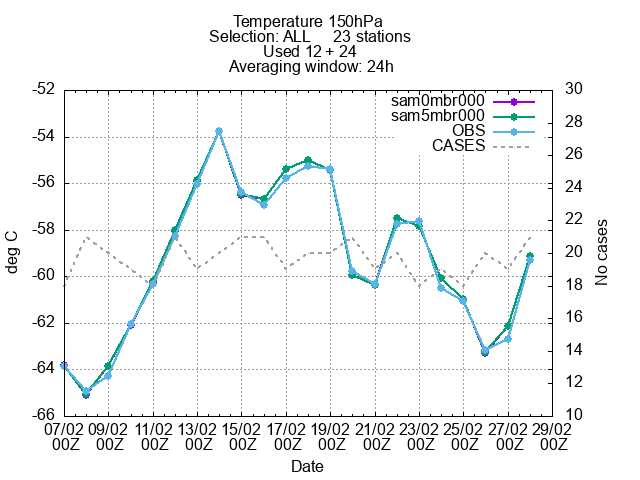 Temperature 150hPa
Selection: ALL 23 stations
Used 12 + 24
Averaging window: 24h
-52 30
sam0mbr000
sam5mbr000
OBS
CASES
-54 28
26
-56 24
22
-58 20
-60 18
16
-62 14
-64 12
-66 10
deg C
No cases
07/02 09/02 11/02 13/02 15/02 17/02 19/02 21/02 23/02 25/02 27/02 29/02
00Z 00Z 00Z 00Z 00Z 00Z 00Z 00Z 00Z 00Z 00Z 00Z
Date